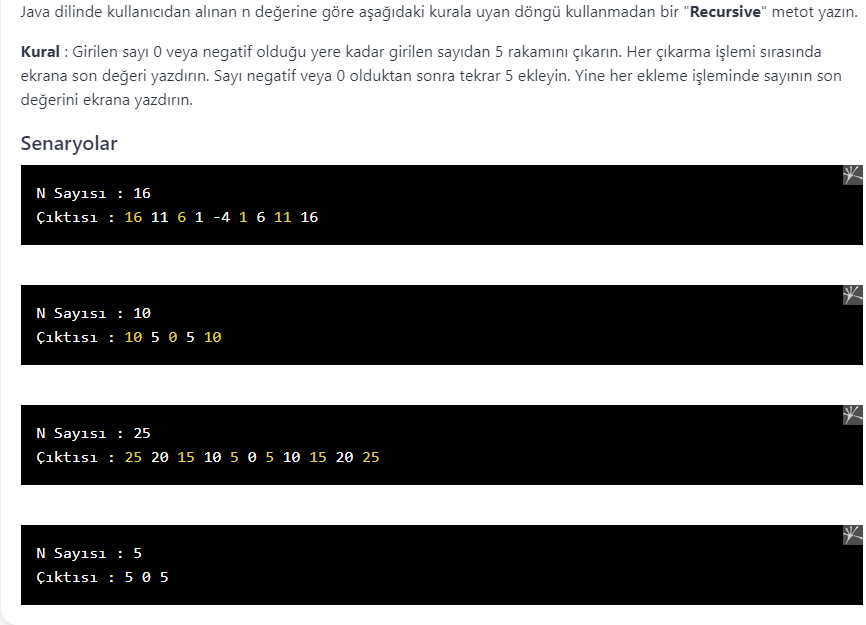 Java dilinde kullanıcıdan alınan n değerine göre aşağıdaki kurala uyan döngü kullanmadan bir "Recursive" metot yazın.
Kural : Girilen sayı 0 veya negatif olduğu yere kadar girilen sayıdan 5 rakamını çıkarın. Her çıkarma işlemi sırasında
ekrana son değeri yazdırın. Sayı negatif veya 0 olduktan sonra tekrar 5 ekleyin. Yine her ekleme işleminde sayının son
değerini ekrana yazdırın.
Senaryolar
N Sayısı : 16
Çıktısı : 16 11 6 1 -4 1 6 11 16
N Sayısı : 10
Çıktısı : 10 5 0 5 10
N Sayısı : 25
Çıktısı : 25 20 15 10 5 0 5 10 15 20 25
N Sayısı : 5
Çıktısı : 5 0 5